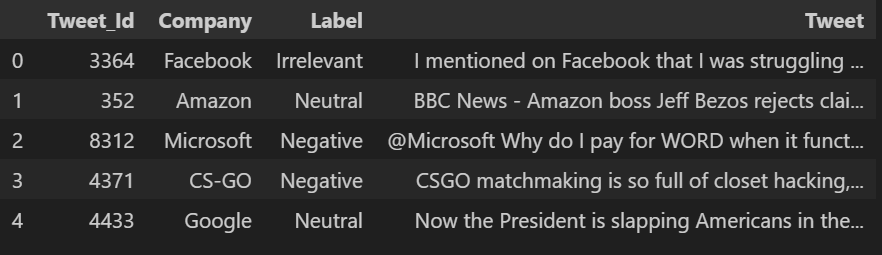 Tweet_Id Company Label Tweet
0 3364 Facebook Irrelevant I mentioned on Facebook that I was struggling ...
1 352 Amazon Neutral BBC News - Amazon boss Jeff Bezos rejects clai...
2 8312 Microsoft Negative @Microsoft Why do I pay for WORD when it funct...
3 4371 CS-GO Negative CSGO matchmaking is so full of closet hacking,...
4 4433 Google Neutral Now the President is slapping Americans in the...